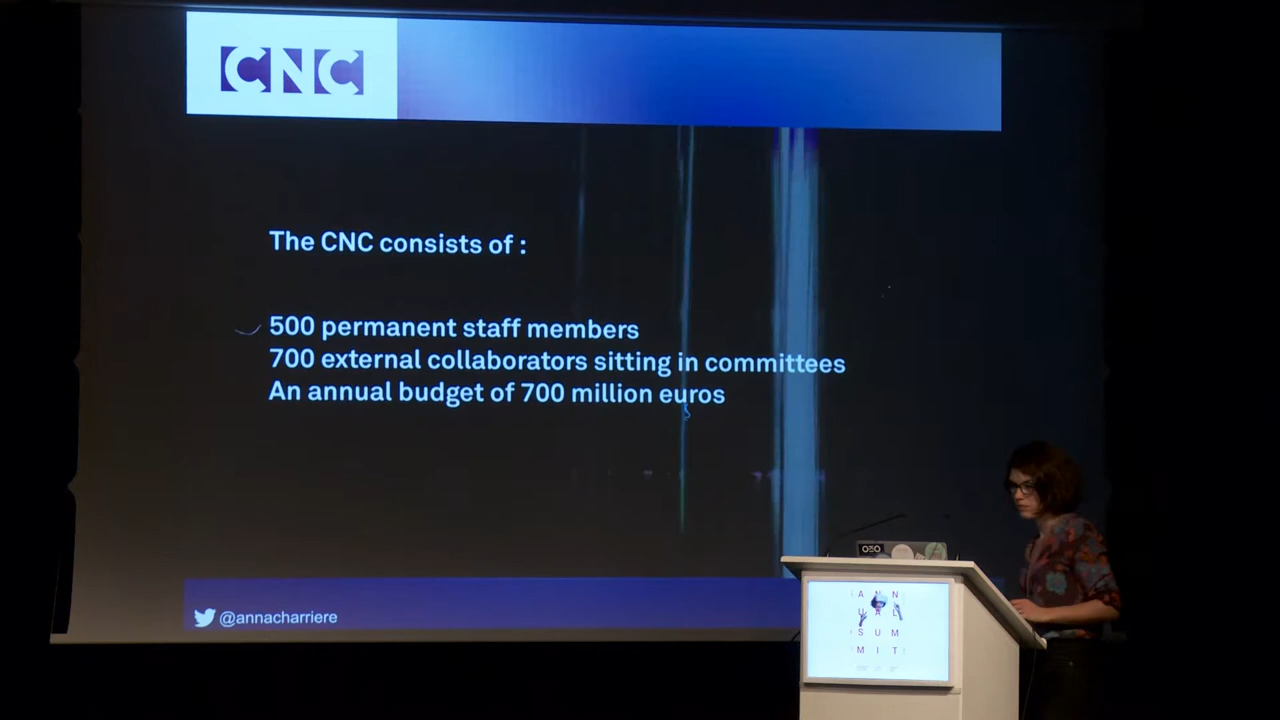 CNC
The CNC consists of :
500 permanent staff members
700 external collaborators sitting in committees
An annual budget of 700 million euros
@annacharriere
A N N
U A L
S U M
M I T